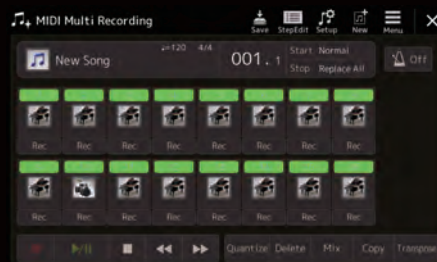 MIDI Multi Recording
Save StepEdit Setup New Menu
New Song ♩=120 4/4 001. 1 Start Normal Off
Stop Replace All
Rec Rec Rec Rec Rec Rec Rec Rec
Rec Rec Rec Rec Rec Rec Rec Rec
Quantize Delete Mix Copy Transpose